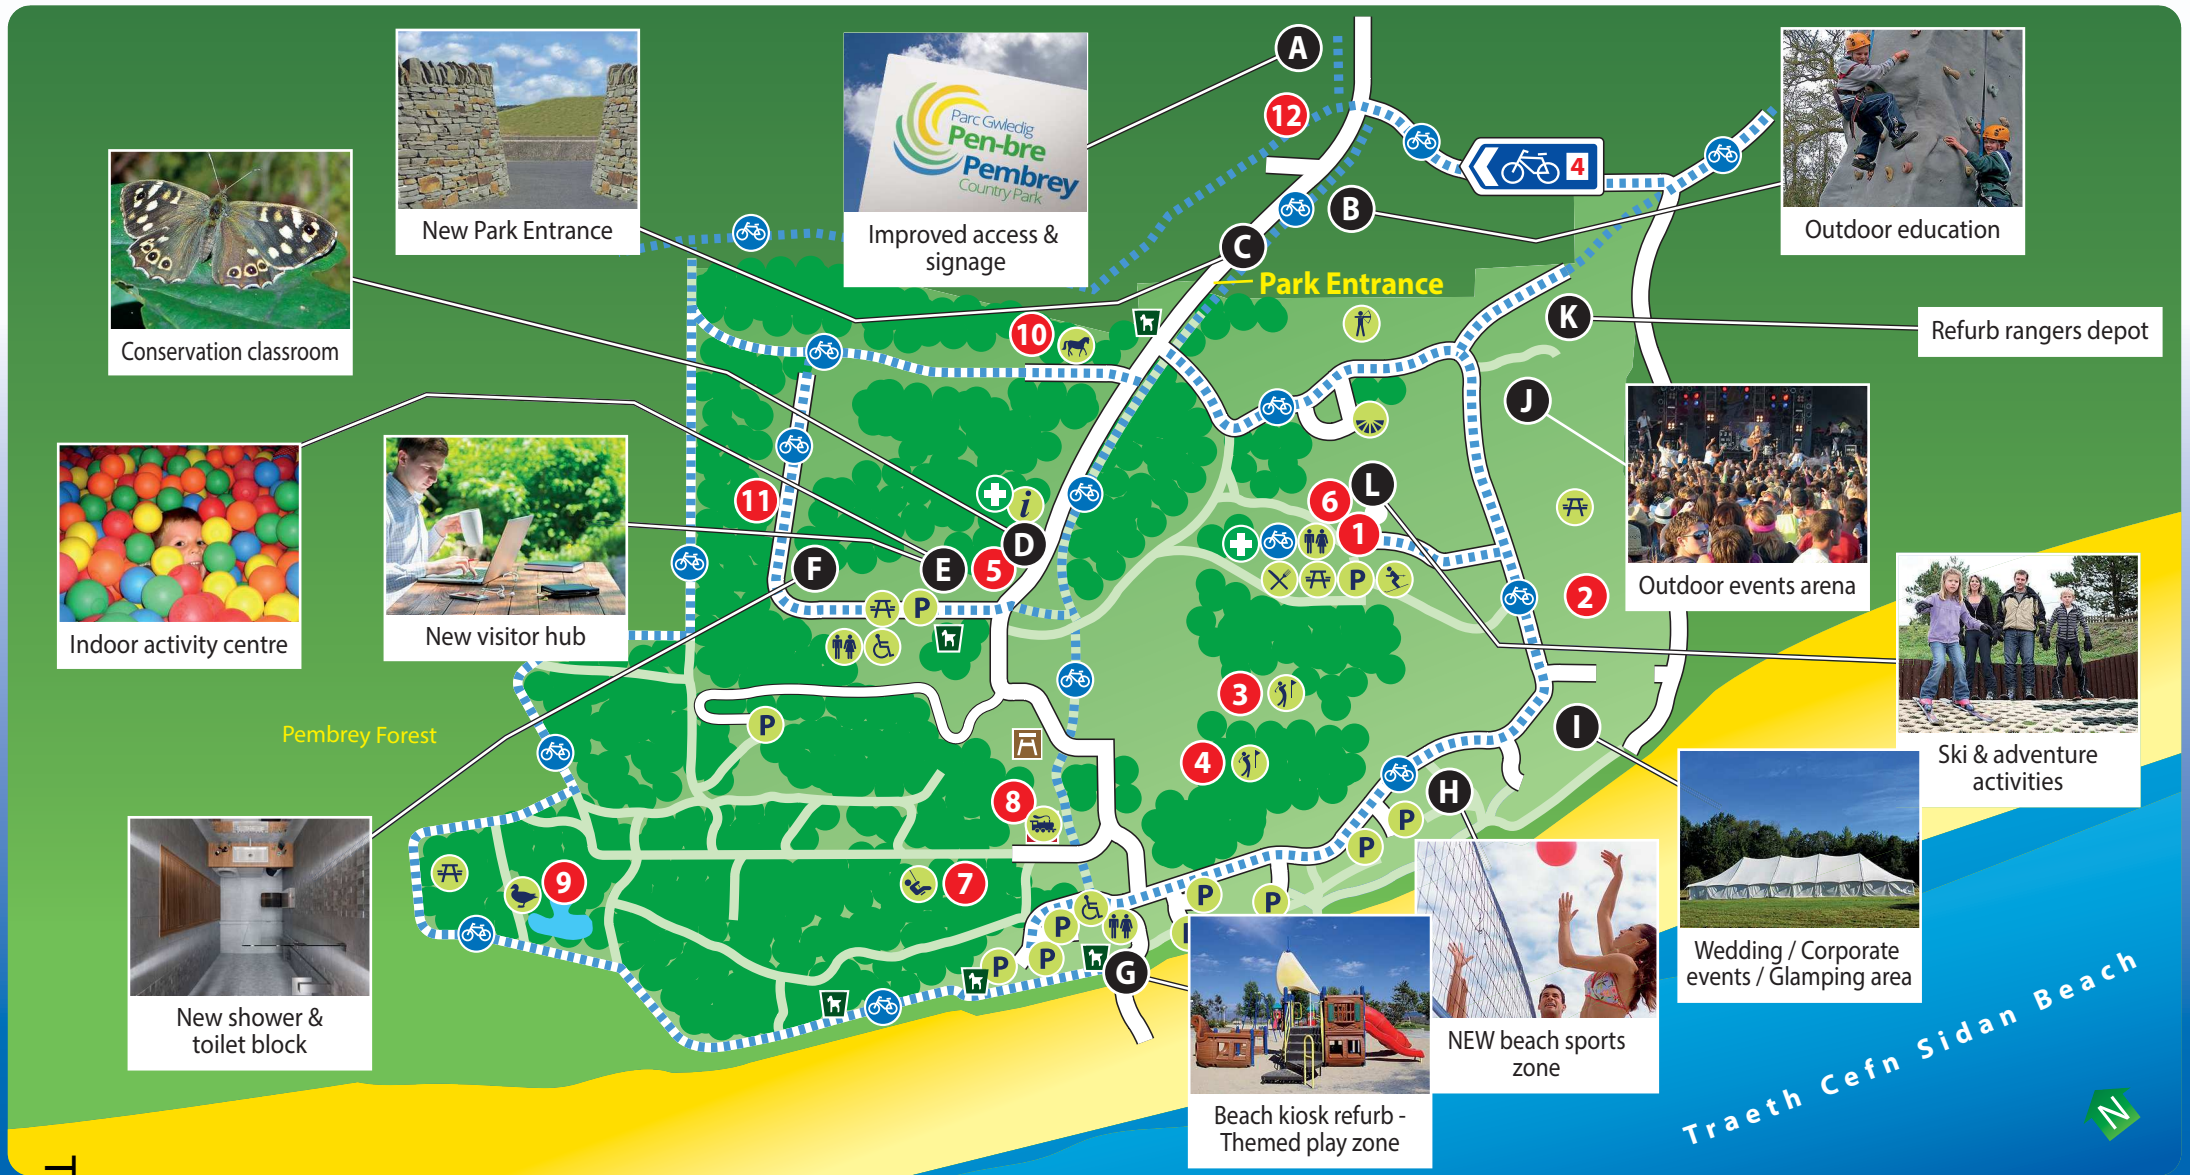 A
12
Parc Gwledig
Pen-bre
Pembrey
Country Park
Improved access &
signage
New Park Entrance
Outdoor education
4
B
C
Park Entrance
Conservation classroom
K
Refurb rangers depot
10
J
Outdoor events arena
Indoor activity centre
New visitor hub
11
i
D
E
5
F
P
6
L
1
P
2
Ski & adventure
activities
Pembrey Forest
P
3
4
I
H
P
P
8
7
9
P
P
P
P
P
P
G
New shower &
toilet block
Beach kiosk refurb -
Themed play zone
NEW beach sports
zone
Wedding / Corporate
events / Glamping area
Traeth Cefn Sidan Beach
N
T